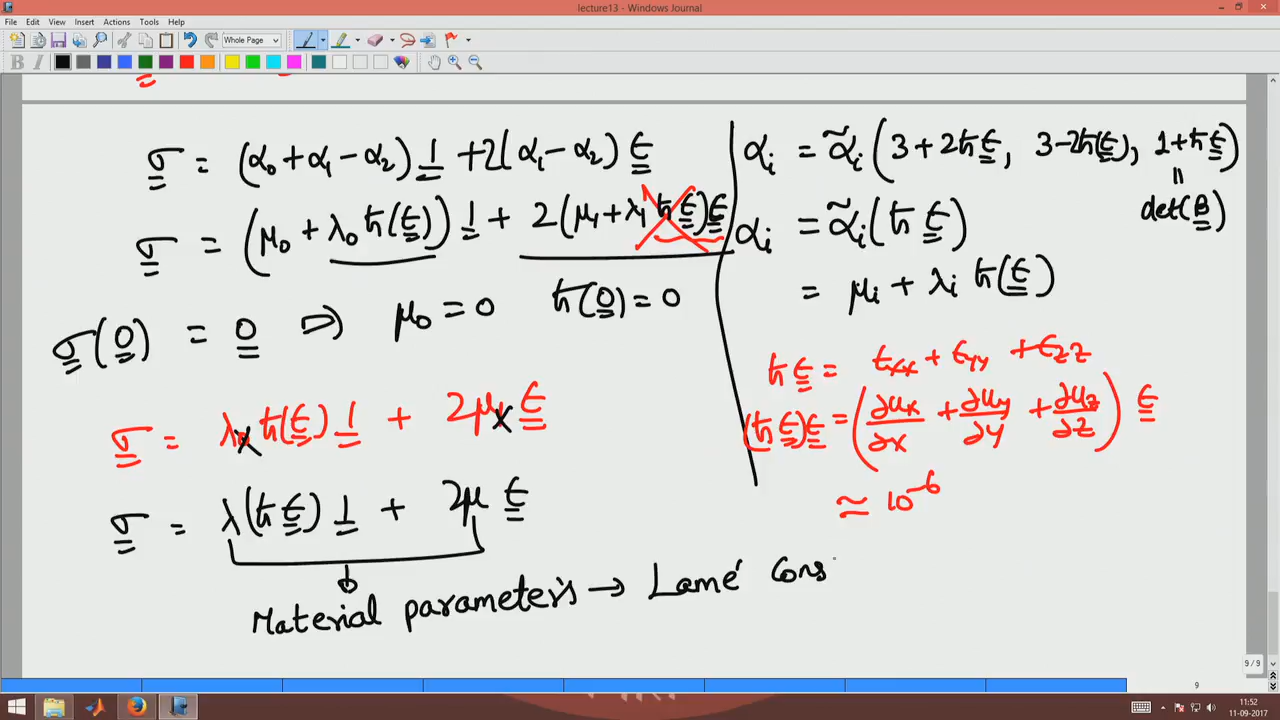 lecture13 - Windows Journal
File Edit View Insert Actions Tools Help
Whole Page
σ = (α₀ + α₁ − α₂) 1 + 2(α₁ − α₂) ε
σ = (μ₀ + λ₀ tr(ε)) 1 + 2(μ₁ + λ₁ tr ε) ε
σ(0) = 0 ⇒ μ₀ = 0 tr(0) = 0
σ = λ₀ tr(ε) 1 + 2μ₁ ε
σ = λ(tr ε) 1 + 2μ ε
Material parameters → Lamé Cons
αᵢ = α̃ᵢ(3 + 2tr ε, 3 − 2tr(ε), 1 + tr ε)
=
det(B)
αᵢ = α̃ᵢ(tr ε)
= μᵢ + λᵢ tr(ε)
tr ε = εxx + εyy + εzz
(tr ε)ε = (∂ux/∂x + ∂uy/∂y + ∂uz/∂z) ε
≈ 10⁻⁶
9 / 9
9
11:52
11-09-2017